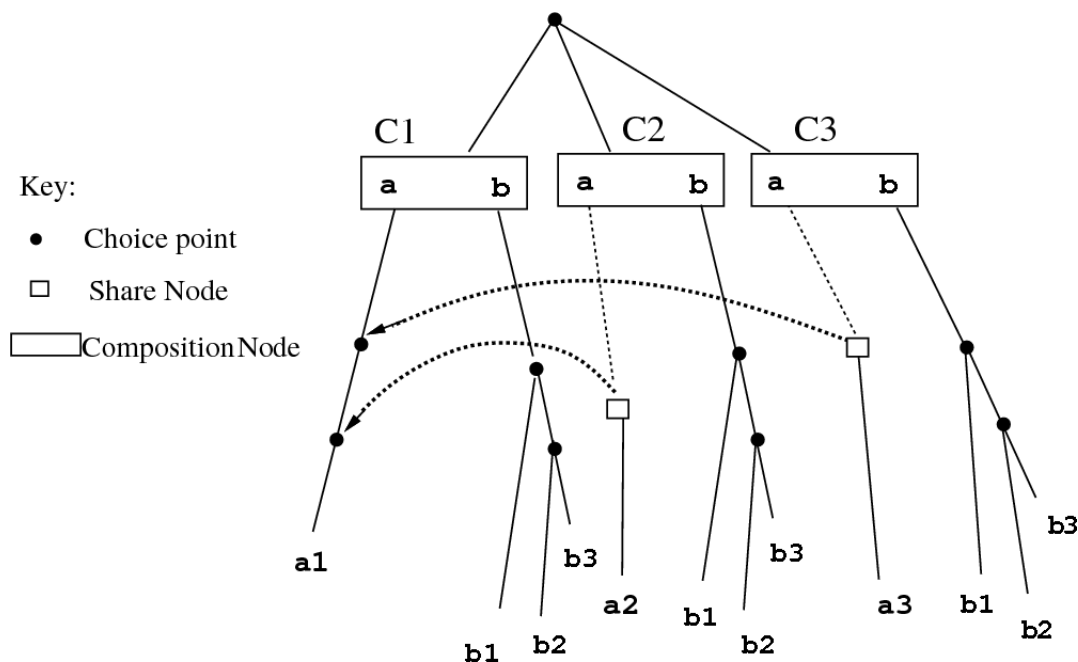 C1 C2 C3
a b a b a b
Key:
Choice point
Share Node
Composition Node
a1 b3 b3 b3
a2 b1 a3 b1
b1 b2 b2 b2